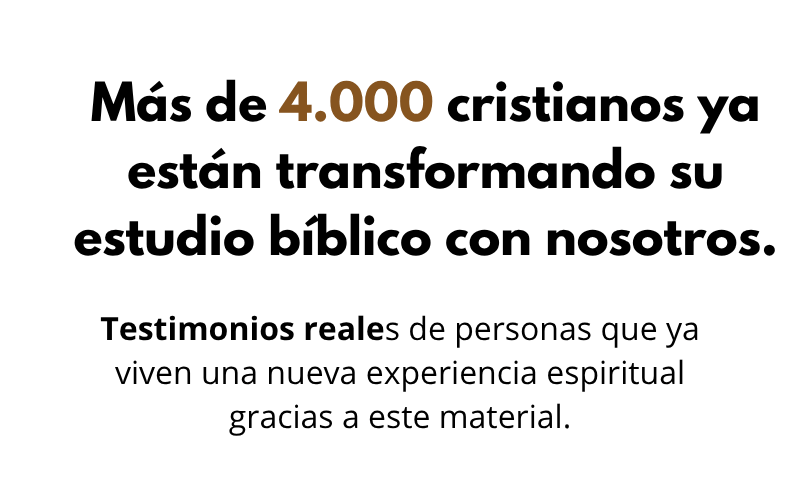 Más de 4.000 cristianos ya
están transformando su
estudio bíblico con nosotros.
Testimonios reales de personas que ya
viven una nueva experiencia espiritual
gracias a este material.